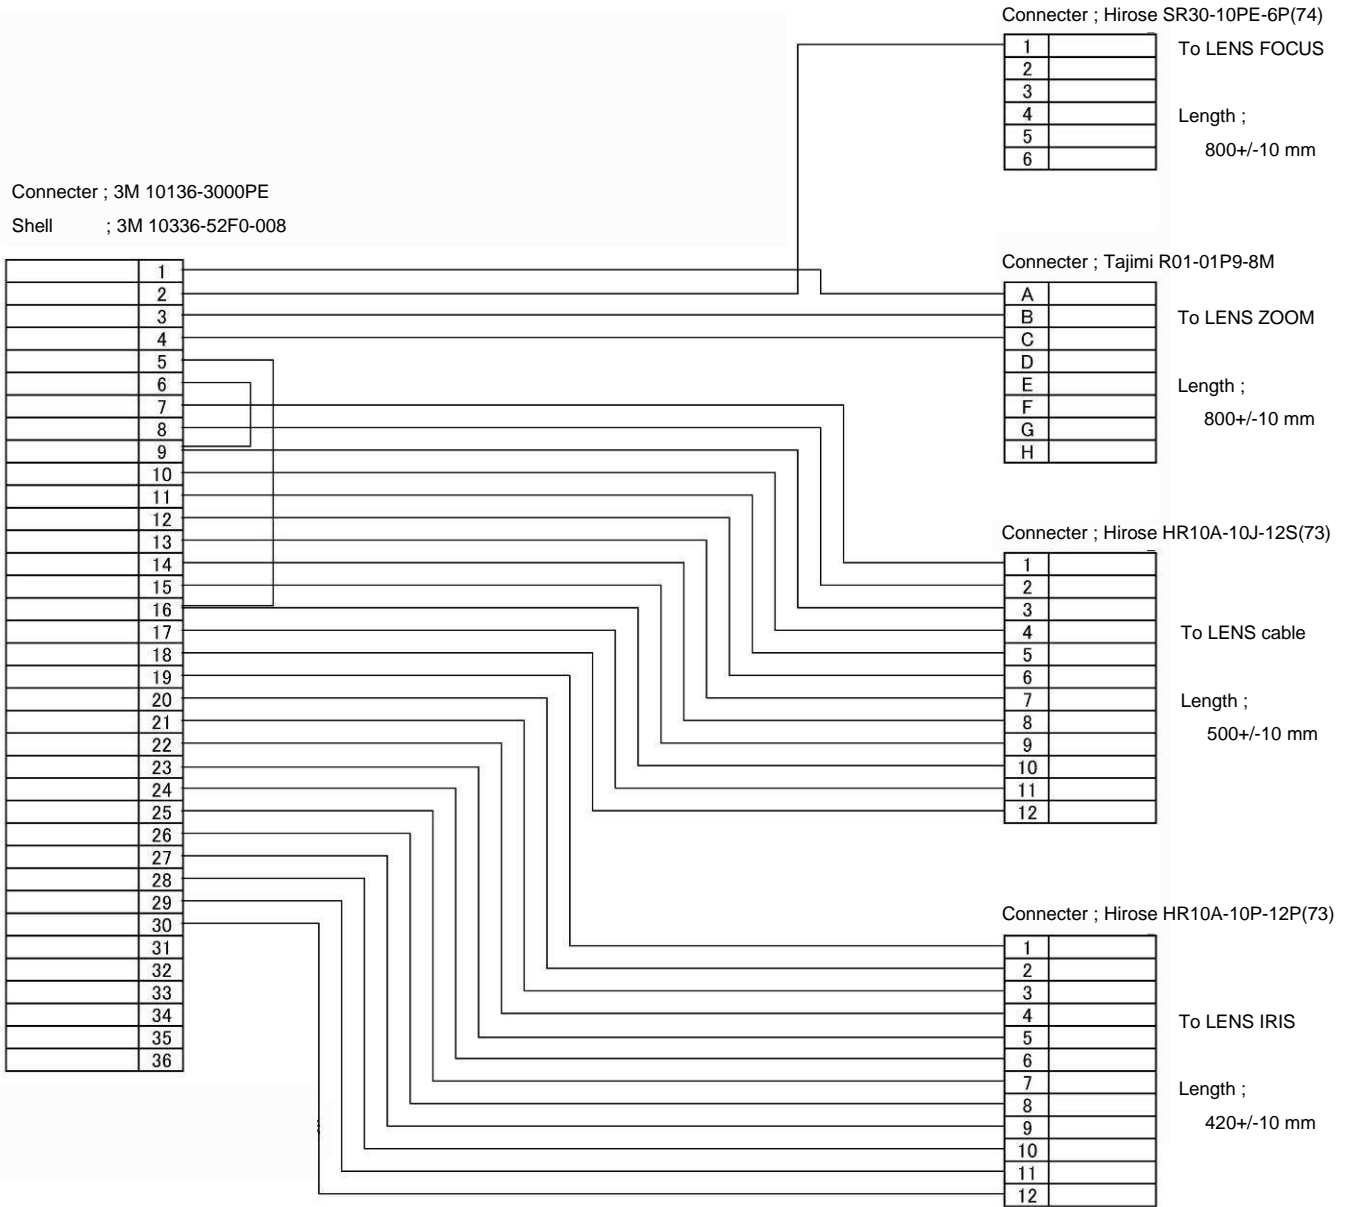 Connecter ; Hirose SR30-10PE-6P(74)
1
To LENS FOCUS
2
3
4
Length ;
5
800+/-10 mm
6
Connecter ; 3M 10136-3000PE
Shell ; 3M 10336-52F0-008
1
2
3
4
5
6
7
8
9
10
11
12
13
14
15
16
17
18
19
20
21
22
23
24
25
26
27
28
29
30
31
32
33
34
35
36
Connecter ; Tajimi R01-01P9-8M
A
B
To LENS ZOOM
C
D
E
Length ;
F
800+/-10 mm
G
H
Connecter ; Hirose HR10A-10J-12S(73)
1
2
3
4
To LENS cable
5
6
7
Length ;
8
500+/-10 mm
9
10
11
12
Connecter ; Hirose HR10A-10P-12P(73)
1
2
3
4
To LENS IRIS
5
6
7
Length ;
8
420+/-10 mm
9
10
11
12